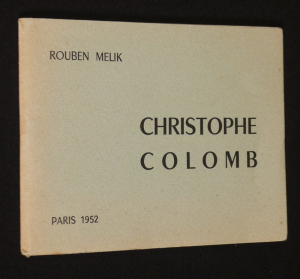 ROUBEN MELIK
CHRISTOPHE
COLOMB
PARIS 1952